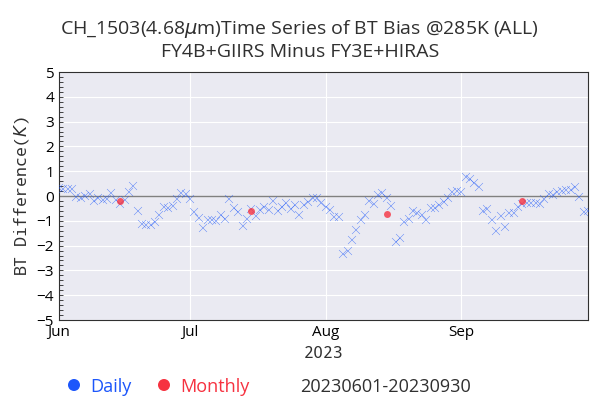 CH_1503(4.68μm)Time Series of BT Bias @285K (ALL)
FY4B+GIIRS Minus FY3E+HIRAS
BT Difference(K)
5
4
3
2
1
0
−1
−2
−3
−4
−5
Jun Jul Aug Sep
2023
Daily Monthly 20230601-20230930